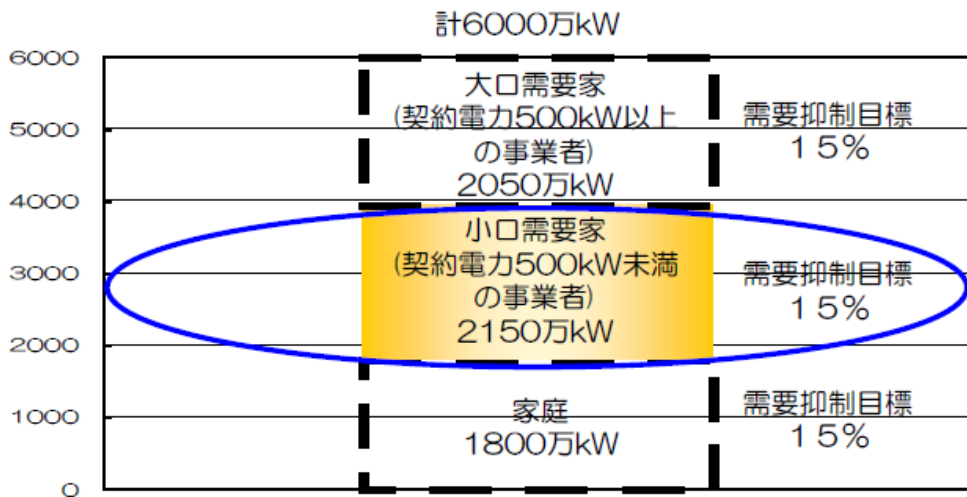 計6000万kW
6000
5000
4000
3000
2000
1000
0
大口需要家
(契約電力500kW以上
の事業者)
2050万kW
需要抑制目標
１５%
小口需要家
(契約電力500kW未満
の事業者)
2150万kW
需要抑制目標
１５%
家庭
1800万kW
需要抑制目標
１５%